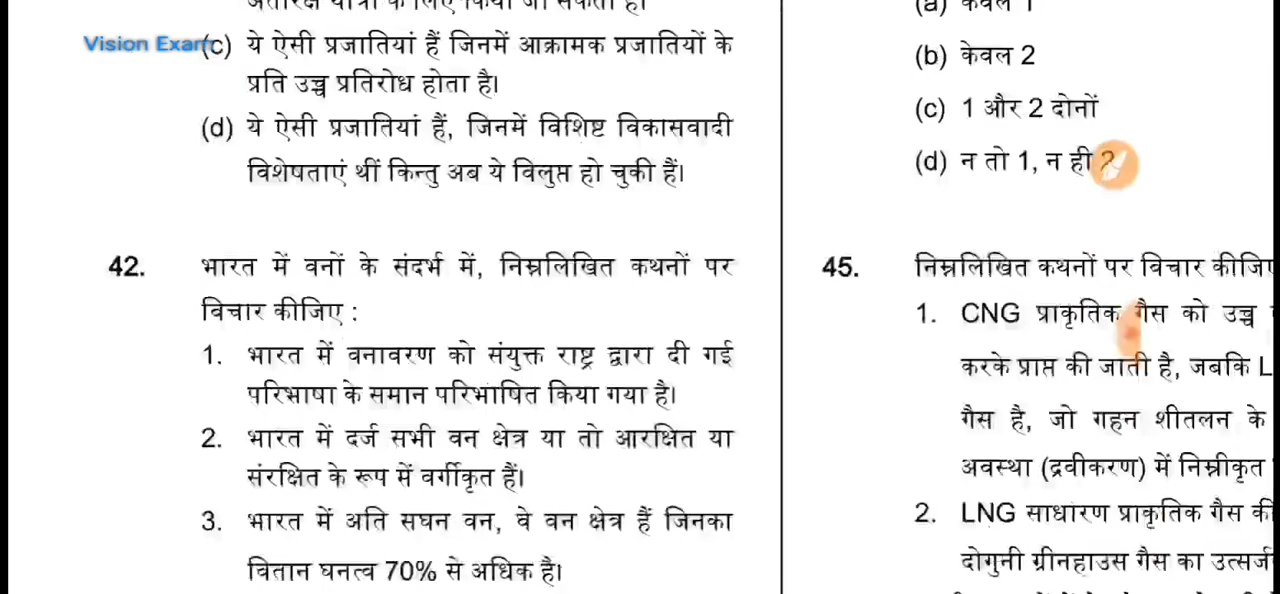 अंतरिक्ष यात्रा के लिए किया जा सकता है।
Vision Exam
(c) ये ऐसी प्रजातियां हैं जिनमें आक्रामक प्रजातियों के
प्रति उच्च प्रतिरोध होता है।
(d) ये ऐसी प्रजातियां हैं, जिनमें विशिष्ट विकासवादी
विशेषताएं थीं किन्तु अब ये विलुप्त हो चुकी हैं।
42. भारत में वनों के संदर्भ में, निम्नलिखित कथनों पर
विचार कीजिए :
1. भारत में वनावरण को संयुक्त राष्ट्र द्वारा दी गई
परिभाषा के समान परिभाषित किया गया है।
2. भारत में दर्ज सभी वन क्षेत्र या तो आरक्षित या
संरक्षित के रूप में वर्गीकृत हैं।
3. भारत में अति सघन वन, वे वन क्षेत्र हैं जिनका
वितान घनत्व 70% से अधिक है।
(a) केवल 1
(b) केवल 2
(c) 1 और 2 दोनों
(d) न तो 1, न ही 2
45. निम्नलिखित कथनों पर विचार कीजि
1. CNG प्राकृतिक गैस को उच्च
करके प्राप्त की जाती है, जबकि L
गैस है, जो गहन शीतलन के
अवस्था (द्रवीकरण) में निम्नीकृत
2. LNG साधारण प्राकृतिक गैस की
दोगुनी ग्रीनहाउस गैस का उत्सर्ज